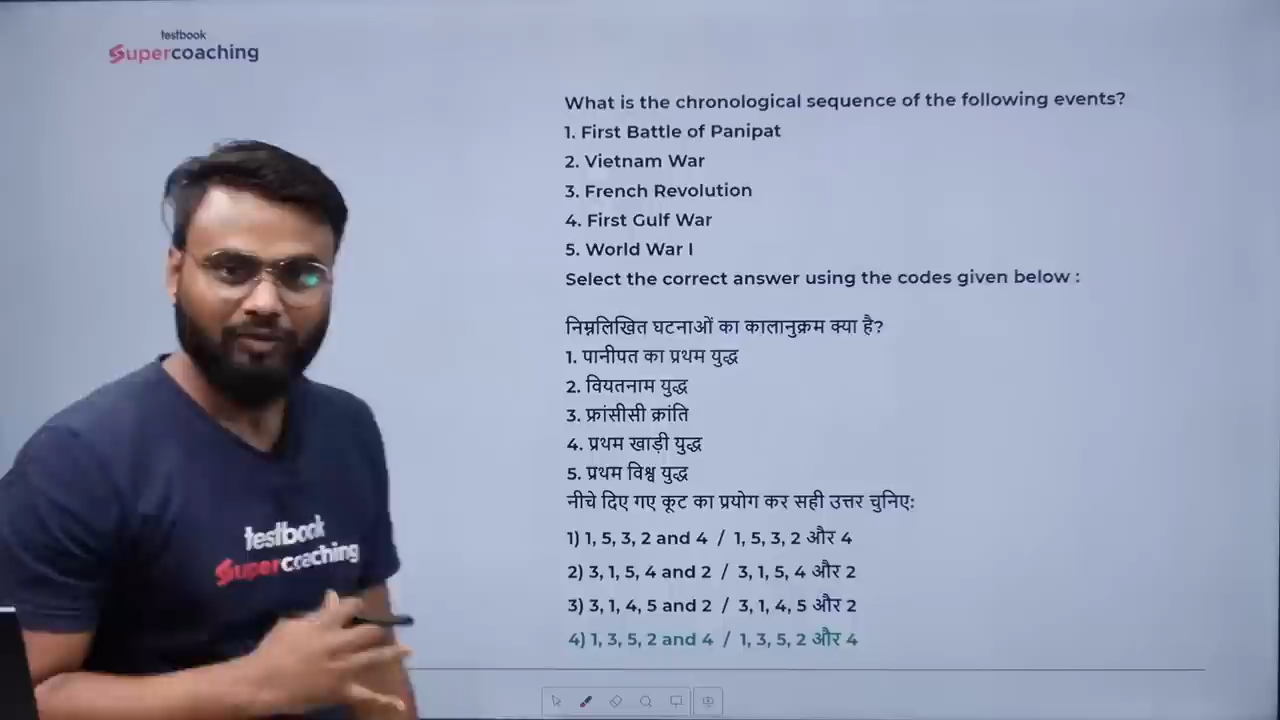 testbook
Supercoaching
What is the chronological sequence of the following events?
1. First Battle of Panipat
2. Vietnam War
3. French Revolution
4. First Gulf War
5. World War I
Select the correct answer using the codes given below :
निम्नलिखित घटनाओं का कालानुक्रम क्या है?
1. पानीपत का प्रथम युद्ध
2. वियतनाम युद्ध
3. फ्रांसीसी क्रांति
4. प्रथम खाड़ी युद्ध
5. प्रथम विश्व युद्ध
नीचे दिए गए कूट का प्रयोग कर सही उत्तर चुनिए:
1) 1, 5, 3, 2 and 4 / 1, 5, 3, 2 और 4
2) 3, 1, 5, 4 and 2 / 3, 1, 5, 4 और 2
3) 3, 1, 4, 5 and 2 / 3, 1, 4, 5 और 2
4) 1, 3, 5, 2 and 4 / 1, 3, 5, 2 और 4
testbook
Supercoaching